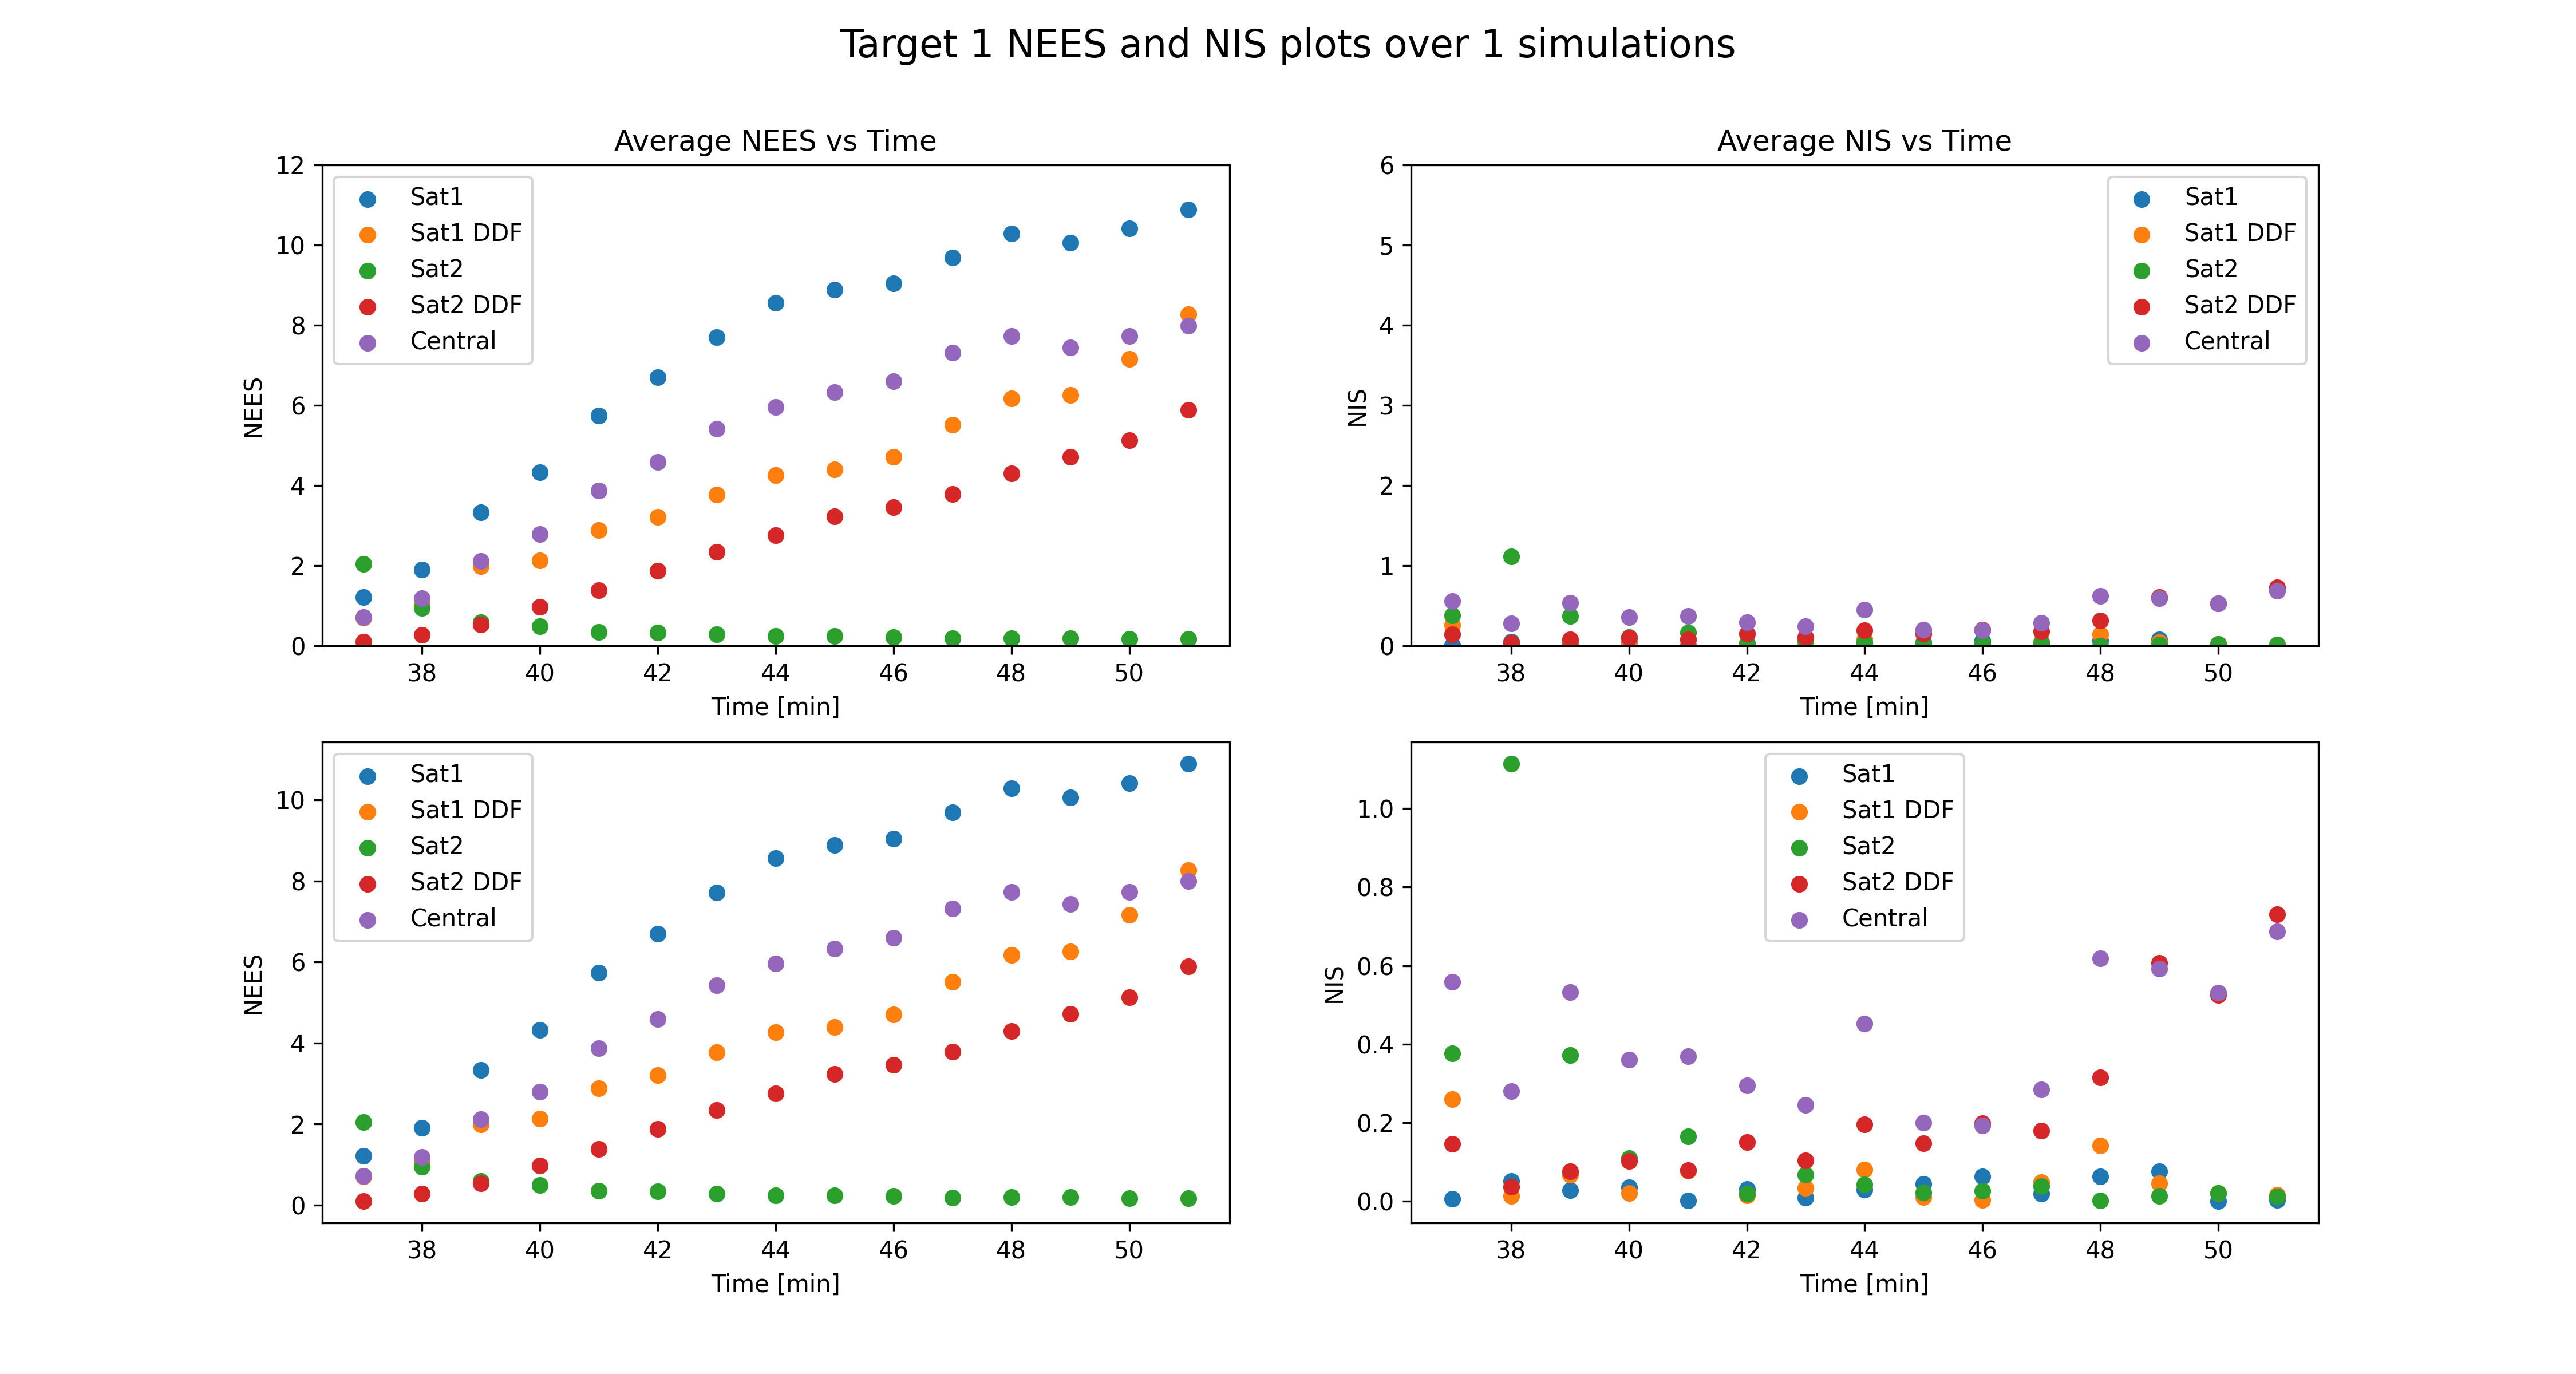 Target 1 NEES and NIS plots over 1 simulations
Average NEES vs Time
12
10
8
6
4
2
0
NEES
Sat1
Sat1 DDF
Sat2
Sat2 DDF
Central
38 40 42 44 46 48 50
Time [min]
Average NIS vs Time
6
5
4
3
2
1
0
NIS
Sat1
Sat1 DDF
Sat2
Sat2 DDF
Central
38 40 42 44 46 48 50
Time [min]
10
8
6
4
2
0
NEES
Sat1
Sat1 DDF
Sat2
Sat2 DDF
Central
38 40 42 44 46 48 50
Time [min]
1.0
0.8
0.6
0.4
0.2
0.0
NIS
Sat1
Sat1 DDF
Sat2
Sat2 DDF
Central
38 40 42 44 46 48 50
Time [min]